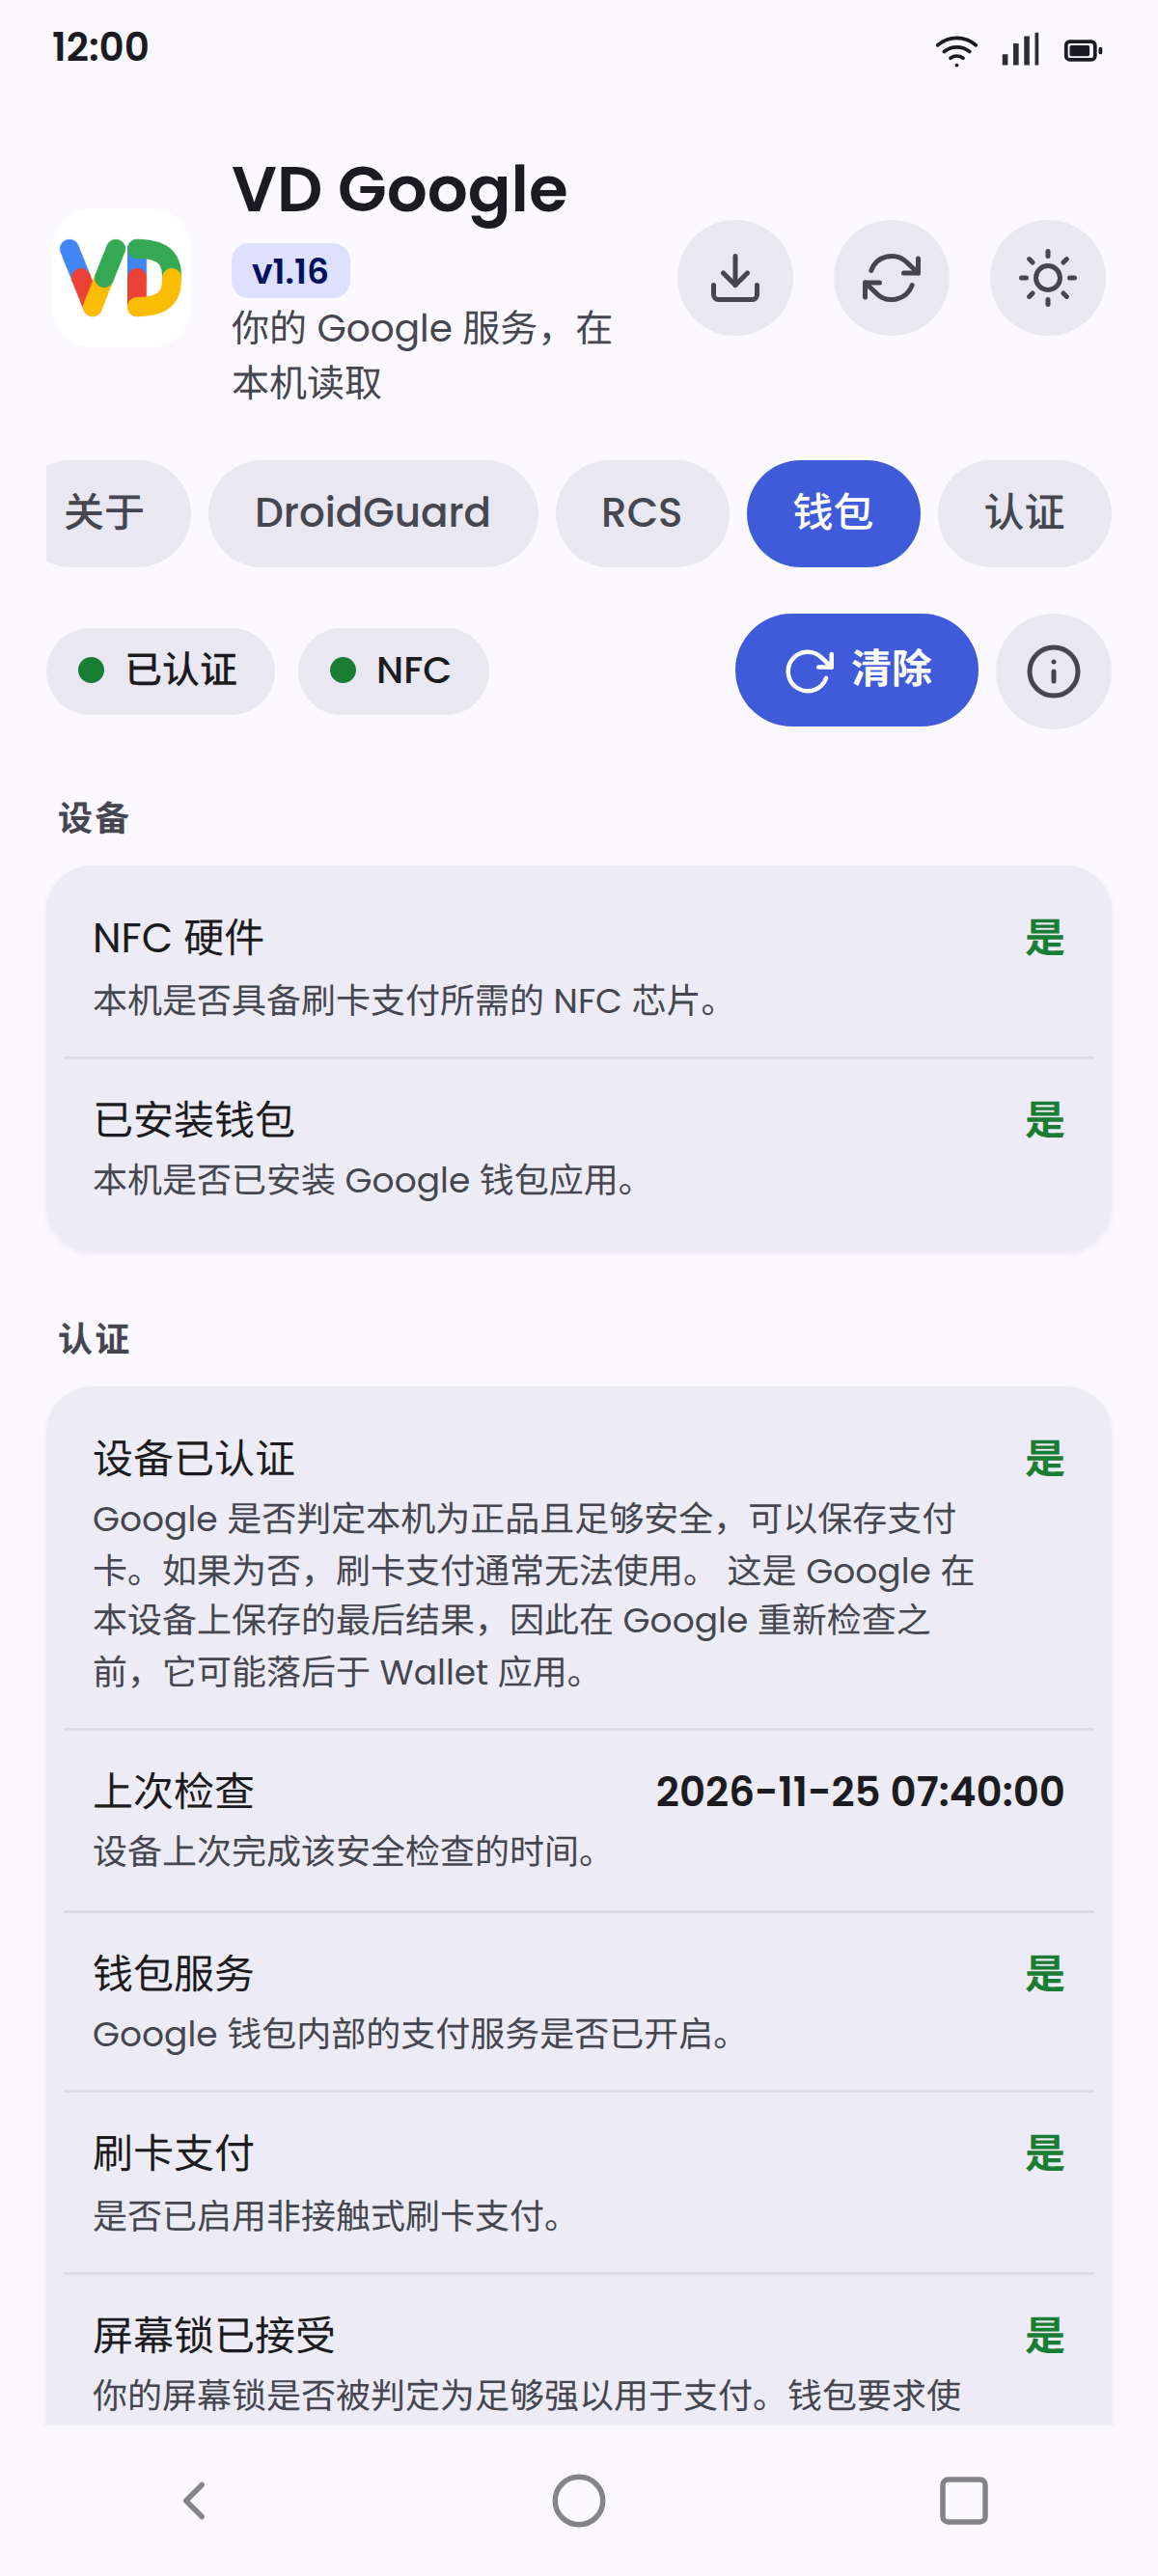 12:00
VD
VD Google
v1.16
你的 Google 服务，在
本机读取
关于
DroidGuard
RCS
钱包
认证
已认证
NFC
清除
设备
NFC 硬件
是
本机是否具备刷卡支付所需的 NFC 芯片。
已安装钱包
是
本机是否已安装 Google 钱包应用。
认证
设备已认证
是
Google 是否判定本机为正品且足够安全，可以保存支付
卡。如果为否，刷卡支付通常无法使用。 这是 Google 在
本设备上保存的最后结果，因此在 Google 重新检查之
前，它可能落后于 Wallet 应用。
上次检查
2026-11-25 07:40:00
设备上次完成该安全检查的时间。
钱包服务
是
Google 钱包内部的支付服务是否已开启。
刷卡支付
是
是否已启用非接触式刷卡支付。
屏幕锁已接受
是
你的屏幕锁是否被判定为足够强以用于支付。钱包要求使